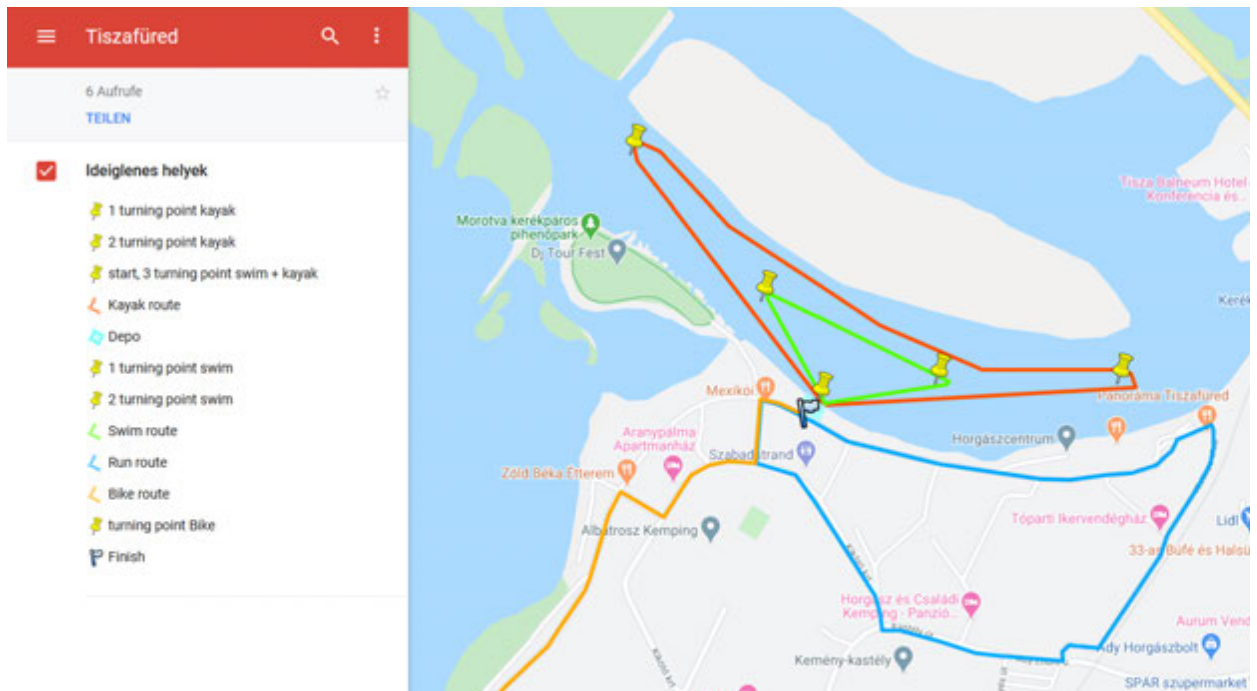 Tiszafüred
6 Aufrufe
TEILEN
Ideiglenes helyek
1 turning point kayak
2 turning point kayak
start, 3 turning point swim + kayak
Kayak route
Depo
1 turning point swim
2 turning point swim
Swim route
Run route
Bike route
turning point Bike
Finish
Tisza Balneum Hotel
Konferencia és...
Morotva kerékpáros
pihenőpark
Dj Tour Fest
Kerék
Mexikói
Panoráma Tiszafüred
Aranypálma
Apartmanház
Szabadstrand
Horgászcentrum
Zöld Béka Étterem
Albatrosz Kemping
Tóparti Ikervendégház
Lidl
33-as Büfé és Halsü
Horgász és Családi
Kemping - Panzió...
Aurum Vend
Kemény-kastély
Ady Horgászbolt
SPAR szupermarket